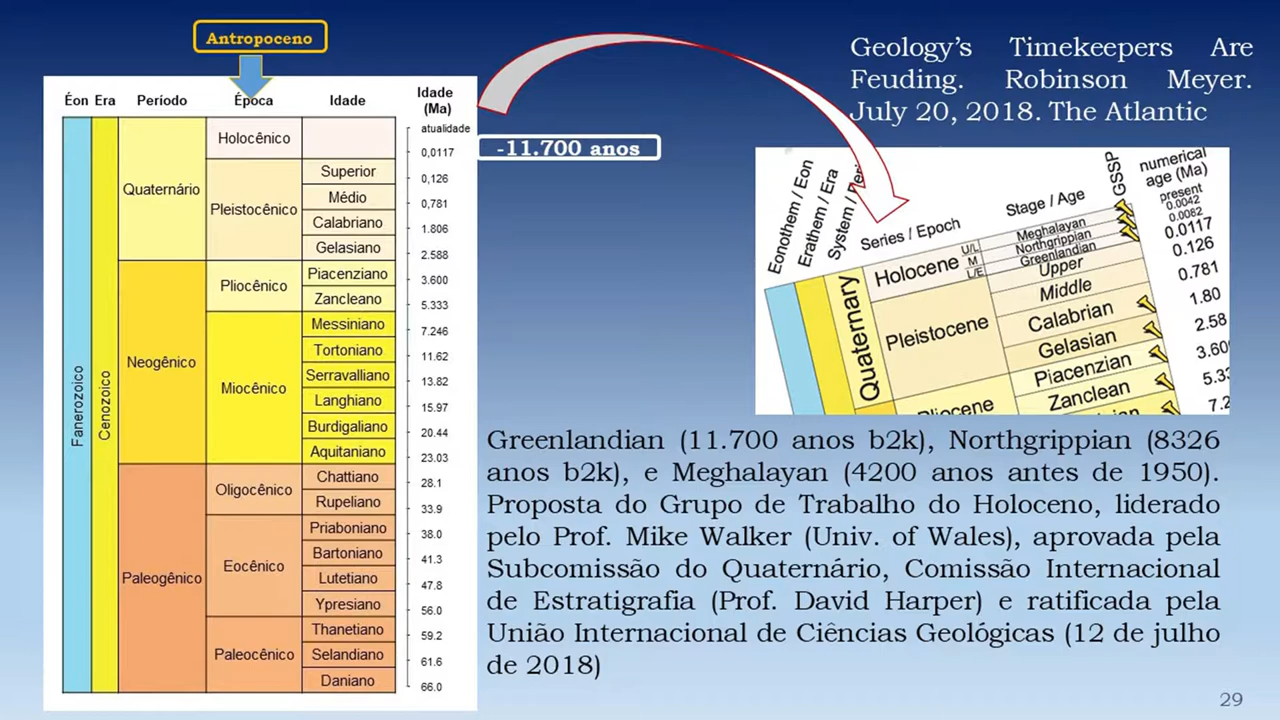 Antropoceno
Éon Era Período Época Idade Idade (Ma)
Fanerozoico
Cenozoico
Quaternário
Neogênico
Paleogênico
Holocênico
Pleistocênico
Pliocênico
Miocênico
Oligocênico
Eocênico
Paleocênico
Superior
Médio
Calabriano
Gelasiano
Piacenziano
Zancleano
Messiniano
Tortoniano
Serravalliano
Langhiano
Burdigaliano
Aquitaniano
Chattiano
Rupeliano
Priaboniano
Bartoniano
Lutetiano
Ypresiano
Thanetiano
Selandiano
Daniano
atualidade
0,0117
0,126
0,781
1.806
2.588
3.600
5.333
7.246
11.62
13.82
15.97
20.44
23.03
28.1
33.9
38.0
41.3
47.8
56.0
59.2
61.6
66.0
-11.700 anos
Geology's Timekeepers Are
Feuding. Robinson Meyer.
July 20, 2018. The Atlantic
Eonothem / Eon
Erathem / Era
System /
Series / Epoch
Stage / Age
GSSP
numerical
age (Ma)
Quaternary
Holocene
U/L
M
L/E
Pleistocene
Pliocene
Meghalayan
Northgrippian
Greenlandian
Upper
Middle
Calabrian
Gelasian
Piacenzian
Zanclean
present
0.0042
0.0082
0.0117
0.126
0.781
1.80
2.58
3.60
5.33
7.2
Greenlandian (11.700 anos b2k), Northgrippian (8326
anos b2k), e Meghalayan (4200 anos antes de 1950).
Proposta do Grupo de Trabalho do Holoceno, liderado
pelo Prof. Mike Walker (Univ. of Wales), aprovada pela
Subcomissão do Quaternário, Comissão Internacional
de Estratigrafia (Prof. David Harper) e ratificada pela
União Internacional de Ciências Geológicas (12 de julho
de 2018)
29